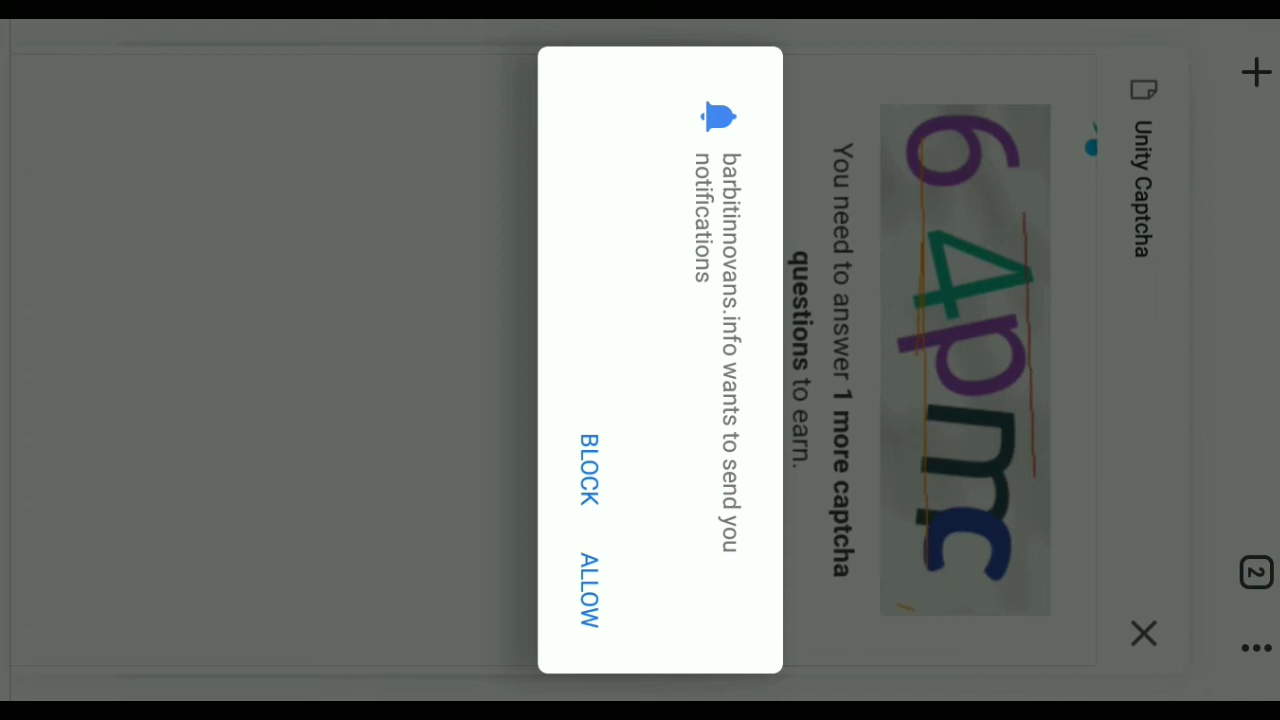 2
Unity Captcha
64pmc
You need to answer 1 more captcha
questions to earn.
barbitinnovans.info wants to send you
notifications
BLOCK ALLOW